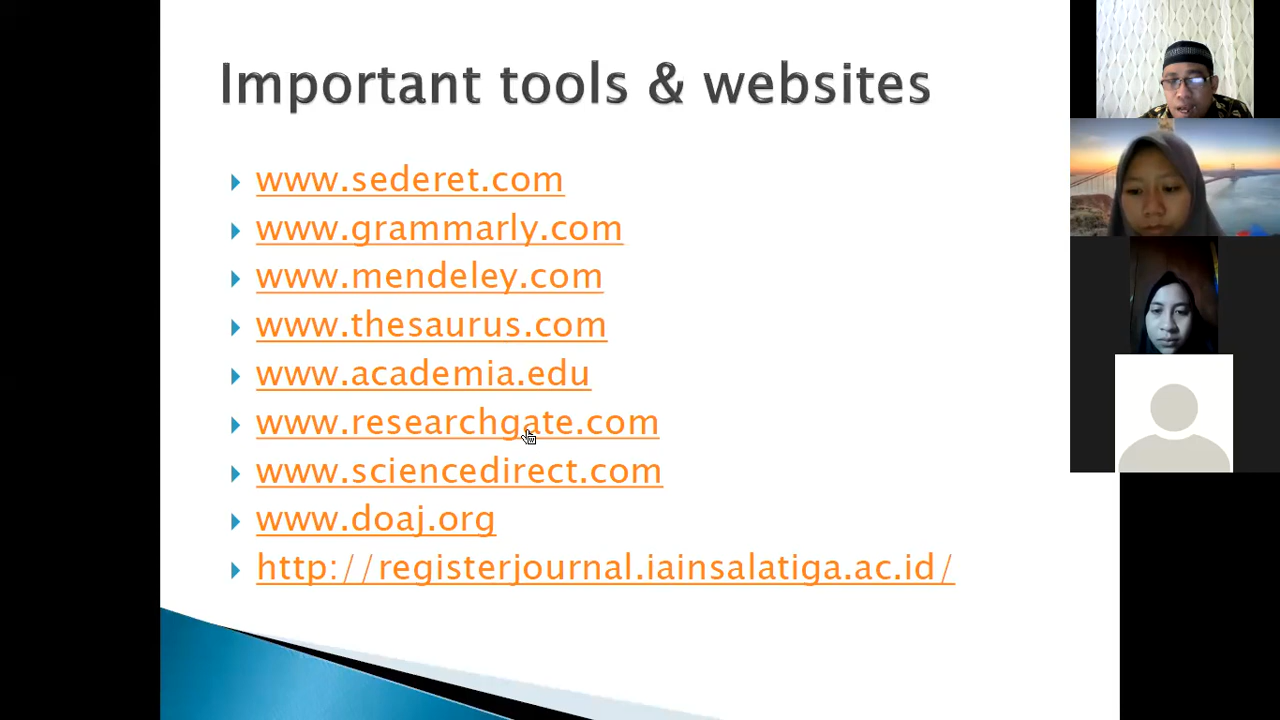 Important tools & websites
www.sederet.com
www.grammarly.com
www.mendeley.com
www.thesaurus.com
www.academia.edu
www.researchgate.com
www.sciencedirect.com
www.doaj.org
http://registerjournal.iainsalatiga.ac.id/